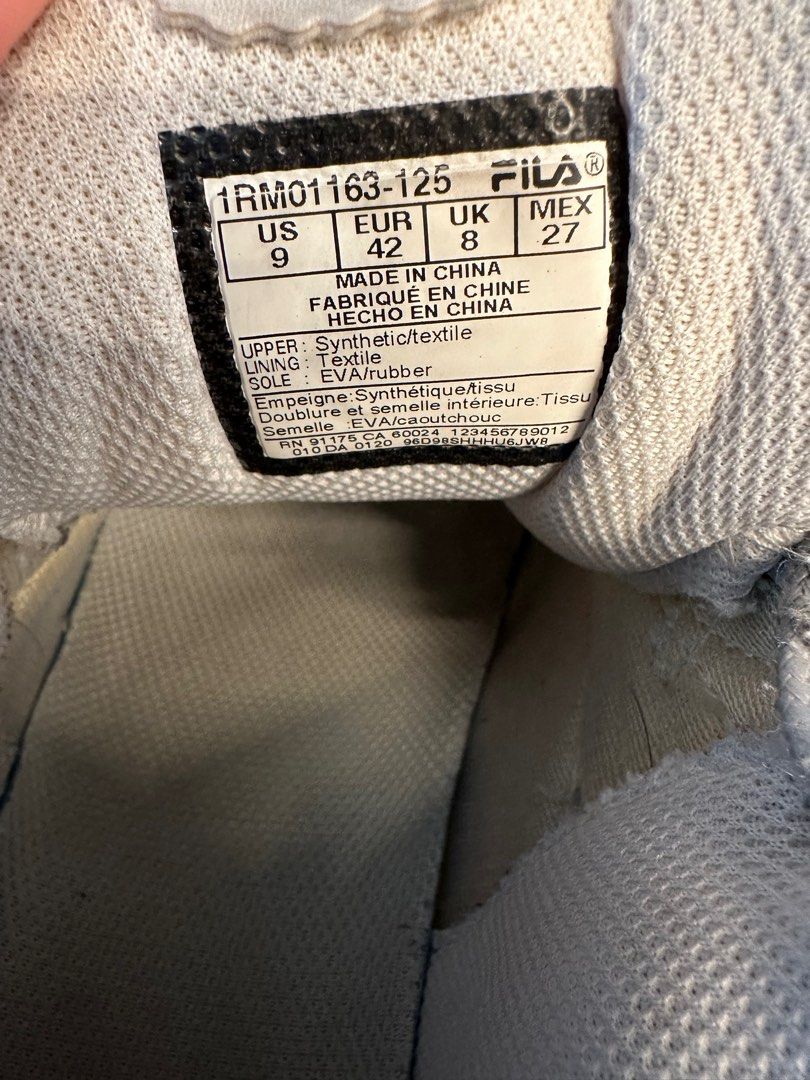 1RM01163-125 FILA®
US 9 EUR 42 UK 8 MEX 27
MADE IN CHINA
FABRIQUÉ EN CHINE
HECHO EN CHINA
UPPER : Synthetic/textile
LINING : Textile
SOLE : EVA/rubber
Empeigne:Synthétique/tissu
Doublure et semelle intérieure:Tissu
Semelle :EVA/caoutchouc
RN 91175 CA 60024 123456789012
010 DA 0120 96D98SHHHU6JW8